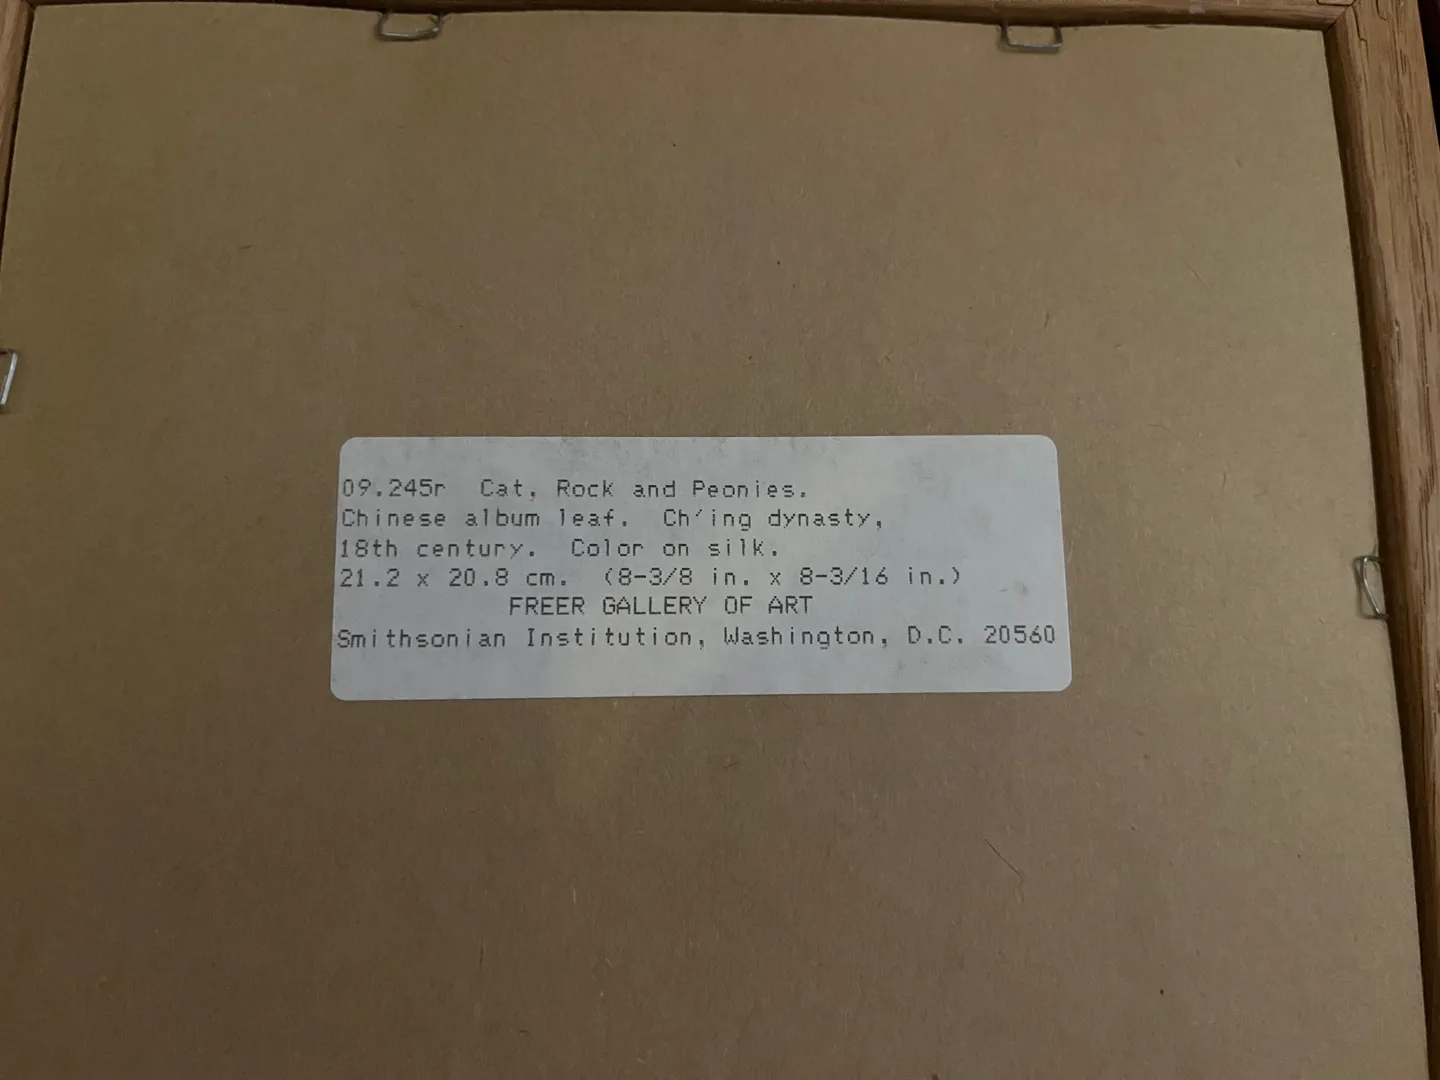 09.245r  Cat, Rock and Peonies.
Chinese album leaf.  Ch'ing dynasty,
18th century.  Color on silk.
21.2 x 20.8 cm.  (8-3/8 in. x 8-3/16 in.)
FREER GALLERY OF ART
Smithsonian Institution, Washington, D.C. 20560